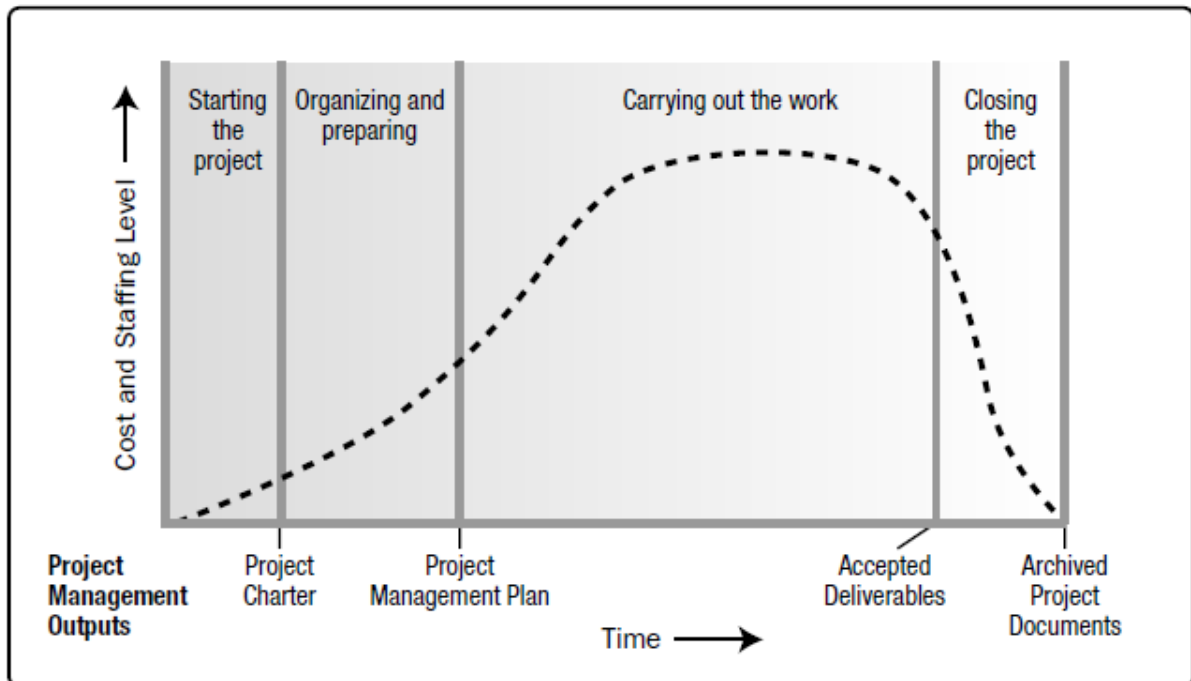 Starting
the
project
Organizing and
preparing
Carrying out the work
Closing
the
project
Cost and Staffing Level
Project
Management
Outputs
Project
Charter
Project
Management Plan
Accepted
Deliverables
Archived
Project
Documents
Time